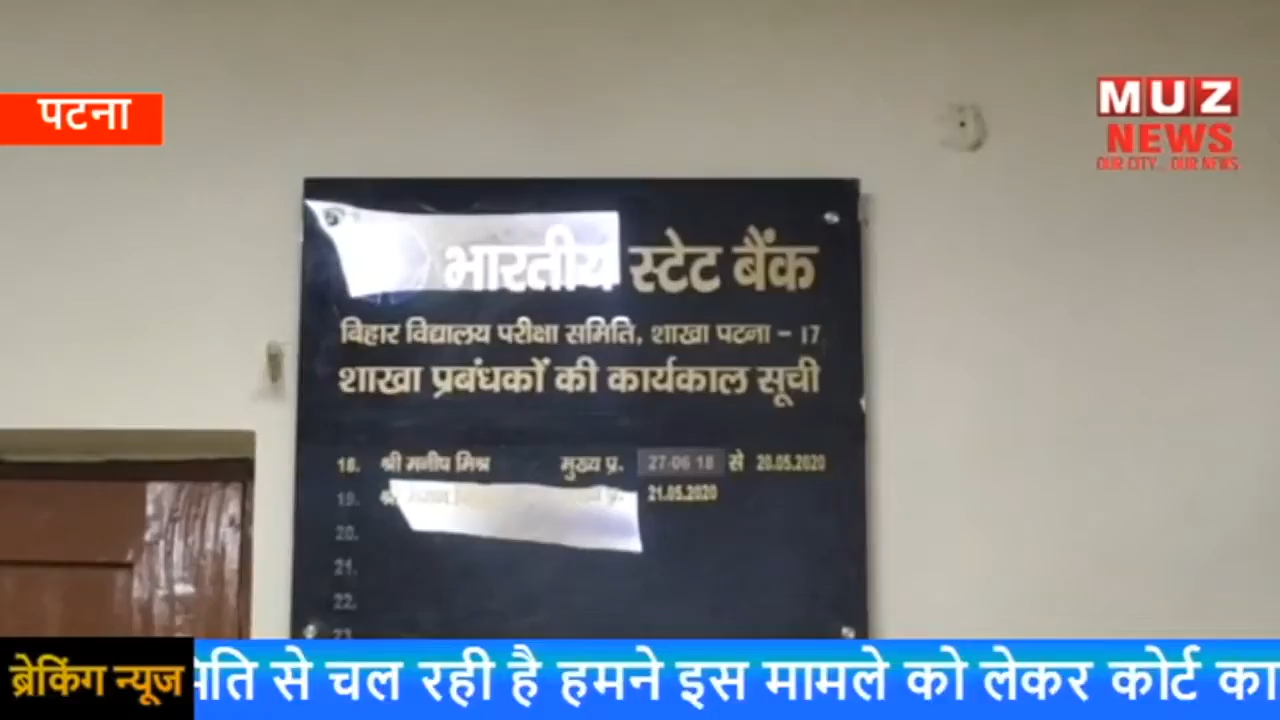 पटना
MUZ
NEWS
OUR CITY... OUR NEWS
भारतीय स्टेट बैंक
बिहार विद्यालय परीक्षा समिति, शाखा पटना - 17
शाखा प्रबंधकों की कार्यकाल सूची
18. श्री मनीष मिश्र मुख्य प्र. 27-06 18 से 20.05.2020
19. श्री प्र. 21.05.2020
20.
21.
22.
23
ब्रेकिंग न्यूज
से चल रही है हमने इस मामले को लेकर कोर्ट का